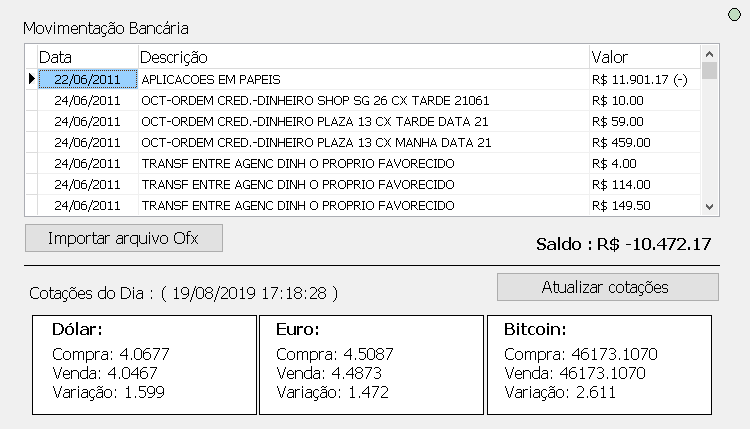 Movimentação Bancária
Data Descrição Valor
22/06/2011 APLICACOES EM PAPEIS R$ 11.901.17 (-)
24/06/2011 OCT-ORDEM CRED.-DINHEIRO SHOP SG 26 CX TARDE 21061 R$ 10.00
24/06/2011 OCT-ORDEM CRED.-DINHEIRO PLAZA 13 CX TARDE DATA 21 R$ 59.00
24/06/2011 OCT-ORDEM CRED.-DINHEIRO PLAZA 13 CX MANHA DATA 21 R$ 459.00
24/06/2011 TRANSF ENTRE AGENC DINH O PROPRIO FAVORECIDO R$ 4.00
24/06/2011 TRANSF ENTRE AGENC DINH O PROPRIO FAVORECIDO R$ 114.00
24/06/2011 TRANSF ENTRE AGENC DINH O PROPRIO FAVORECIDO R$ 149.50
Importar arquivo Ofx
Saldo : R$ -10.472.17
Cotações do Dia : ( 19/08/2019 17:18:28 )
Atualizar cotações
Dólar:
Compra: 4.0677
Venda: 4.0467
Variação: 1.599
Euro:
Compra: 4.5087
Venda: 4.4873
Variação: 1.472
Bitcoin:
Compra: 46173.1070
Venda: 46173.1070
Variação: 2.611